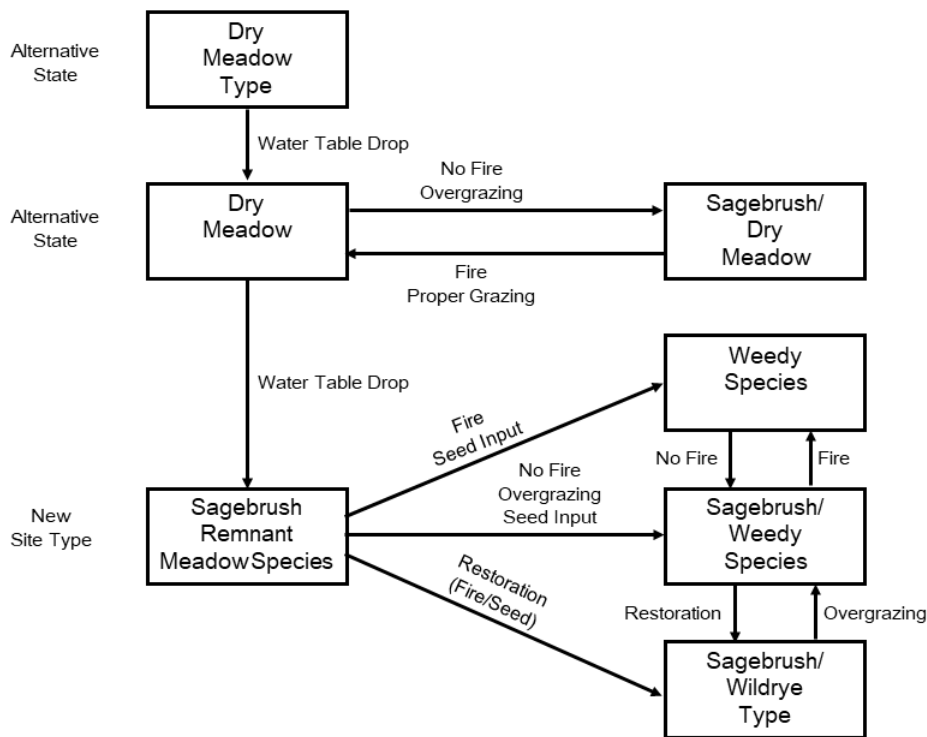 Alternative
State
Dry
Meadow
Type
Water Table Drop
Alternative
State
Dry
Meadow
No Fire
Overgrazing
Fire
Proper Grazing
Sagebrush/
Dry
Meadow
Water Table Drop
Weedy
Species
Fire
Seed Input
No Fire
Fire
New
Site Type
Sagebrush
Remnant
Meadow Species
No Fire
Overgrazing
Seed Input
Sagebrush/
Weedy
Species
Restoration
(Fire/Seed)
Restoration
Overgrazing
Sagebrush/
Wildrye
Type